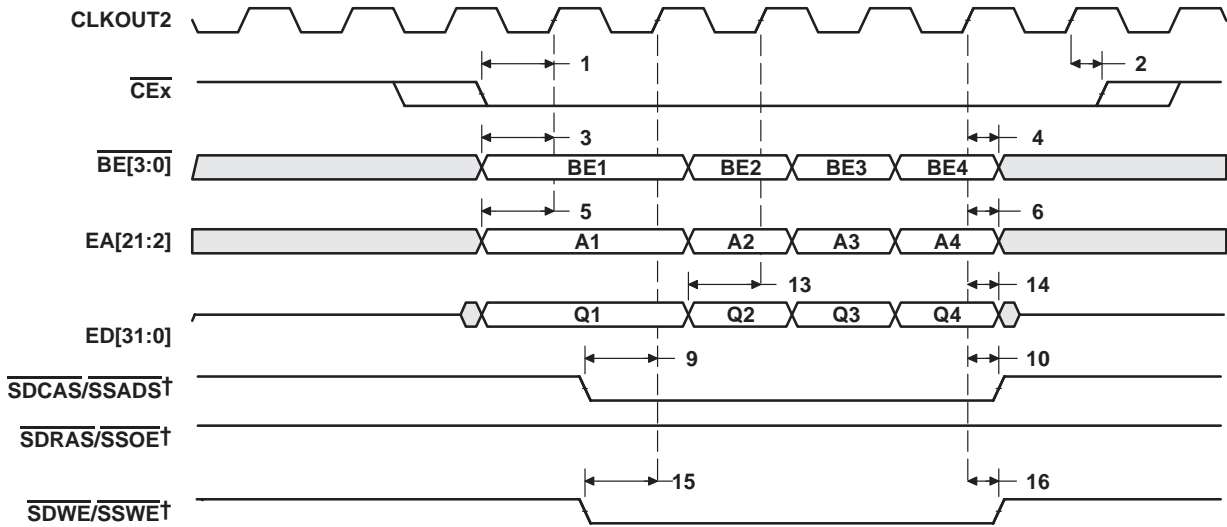 CLKOUT2
1 2
CEx
3 4
BE[3:0] BE1 BE2 BE3 BE4
5 6
EA[21:2] A1 A2 A3 A4
13 14
Q1 Q2 Q3 Q4
ED[31:0]
9 10
SDCAS/SSADS†
SDRAS/SSOE†
15 16
SDWE/SSWE†